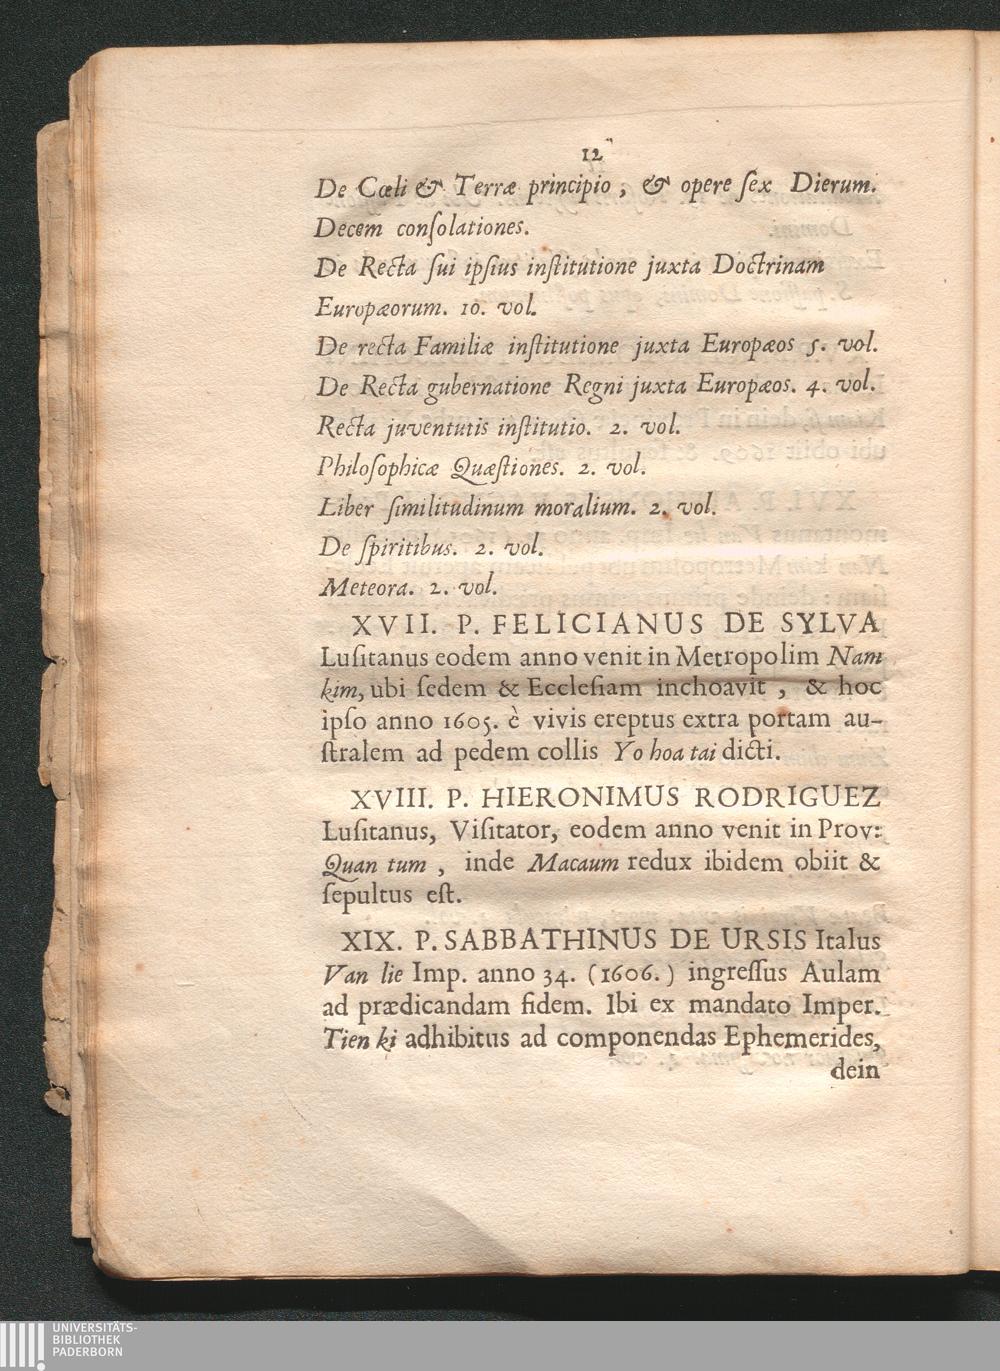 12
De Cœli & Terræ principio, & opere ſex Dierum.
Decem conſolationes.
De Recta ſui ipſius inſtitutione juxta Doctrinam
Europæorum. 10. vol.
De recta Familiæ inſtitutione juxta Europæos 5. vol.
De Recta gubernatione Regni juxta Europæos. 4. vol.
Recta juventutis inſtitutio. 2. vol.
Philoſophicæ Quæſtiones. 2. vol.
Liber ſimilitudinum moralium. 2. vol.
De ſpiritibus. 2. vol.
Meteora. 2. vol.
XVII. P. FELICIANUS DE SYLVA
Luſitanus eodem anno venit in Metropolim Nam
kim, ubi ſedem & Eccleſiam inchoavit, & hoc
ipſo anno 1605. è vivis ereptus extra portam au-
ſtralem ad pedem collis Yo hoa tai dicti.
XVIII. P. HIERONIMUS RODRIGUEZ
Luſitanus, Viſitator, eodem anno venit in Prov:
Quan tum, inde Macaum redux ibidem obiit &
ſepultus eſt.
XIX. P. SABBATHINUS DE URSIS Italus
Van lie Imp. anno 34. (1606.) ingreſſus Aulam
ad prædicandam fidem. Ibi ex mandato Imper.
Tien ki adhibitus ad componendas Ephemerides,
dein
UNIVERSITÄTS-
BIBLIOTHEK
PADERBORN